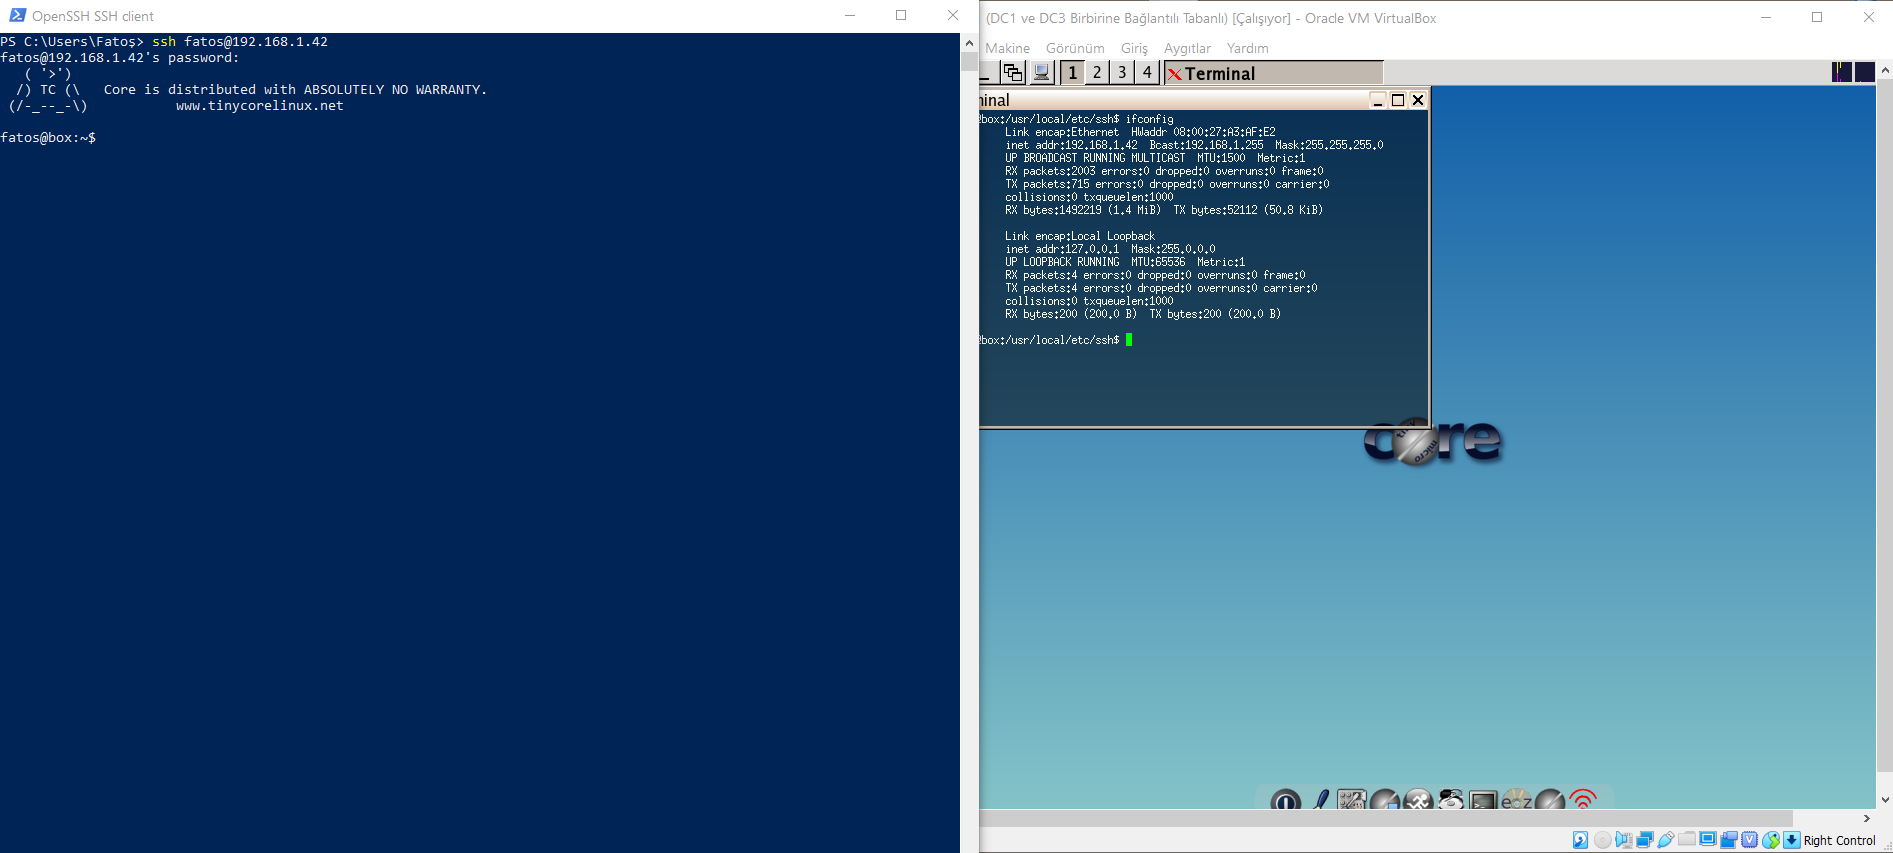 OpenSSH SSH client
PS C:\Users\Fatoş> ssh fatos@192.168.1.42
fatos@192.168.1.42's password:
   ( '>')
  /) TC (\   Core is distributed with ABSOLUTELY NO WARRANTY.
 (/-_--_-\)           www.tinycorelinux.net
fatos@box:~$
(DC1 ve DC3 Birbirine Bağlantılı Tabanlı) [Çalışıyor] - Oracle VM VirtualBox
Makine Görünüm Giriş Aygıtlar Yardım
1 2 3 4 Terminal
inal
box:/usr/local/etc/ssh$ ifconfig
Link encap:Ethernet  HWaddr 08:00:27:A3:AF:E2
inet addr:192.168.1.42  Bcast:192.168.1.255  Mask:255.255.255.0
UP BROADCAST RUNNING MULTICAST  MTU:1500  Metric:1
RX packets:2003 errors:0 dropped:0 overruns:0 frame:0
TX packets:715 errors:0 dropped:0 overruns:0 carrier:0
collisions:0 txqueuelen:1000
RX bytes:1492219 (1.4 MiB)  TX bytes:52112 (50.8 KiB)
Link encap:Local Loopback
inet addr:127.0.0.1  Mask:255.0.0.0
UP LOOPBACK RUNNING  MTU:65536  Metric:1
RX packets:4 errors:0 dropped:0 overruns:0 frame:0
TX packets:4 errors:0 dropped:0 overruns:0 carrier:0
collisions:0 txqueuelen:1000
RX bytes:200 (200.0 B)  TX bytes:200 (200.0 B)
box:/usr/local/etc/ssh$
core
tiny
micro
Right Control